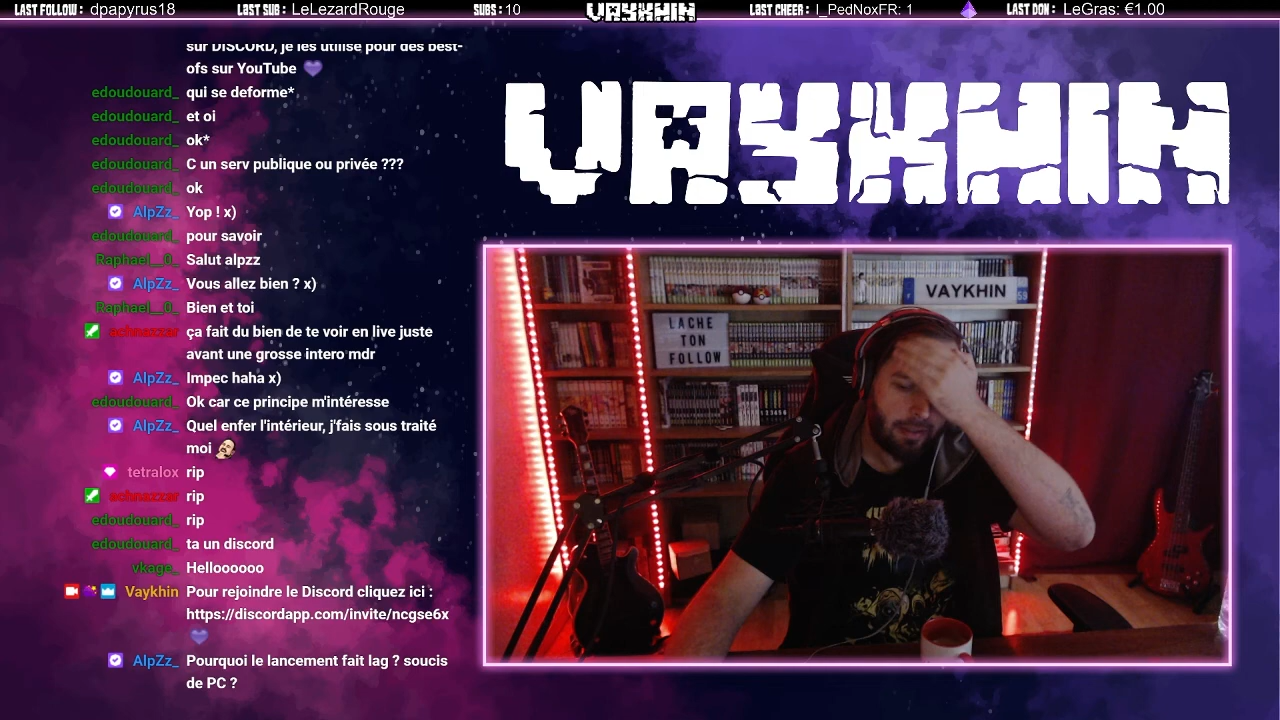 LAST FOLLOW : dpapyrus18
LAST SUB : LeLezardRouge
SUBS : 10
VAYKHIN
LAST CHEER : I_PedNoxFR: 1
LAST DON : LeGras: €1.00
sur DISCORD, je les utilise pour des best-
ofs sur YouTube
edoudouard_ qui se deforme*
edoudouard_ et oi
edoudouard_ ok*
edoudouard_ C un serv publique ou privée ???
edoudouard_ ok
AlpZz_ Yop ! x)
edoudouard_ pour savoir
Raphael__0_ Salut alpzz
AlpZz_ Vous allez bien ? x)
Raphael__0_ Bien et toi
achnazzar ça fait du bien de te voir en live juste
avant une grosse intero mdr
AlpZz_ Impec haha x)
edoudouard_ Ok car ce principe m'intéresse
AlpZz_ Quel enfer l'intérieur, j'fais sous traité
moi
tetralox rip
achnazzar rip
edoudouard_ rip
edoudouard_ ta un discord
vkage_ Helloooooo
Vaykhin Pour rejoindre le Discord cliquez ici :
https://discordapp.com/invite/ncgse6x
AlpZz_ Pourquoi le lancement fait lag ? soucis
de PC ?
VAYKHIN
F VAYKHIN 59
LACHE
TON
FOLLOW